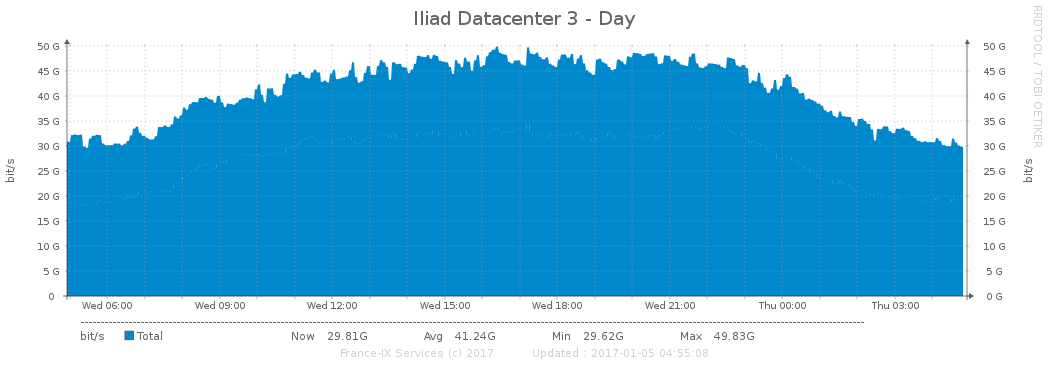 Iliad Datacenter 3 - Day
RRDTOOL / TOBI OETIKER
50 G 50 G
45 G 45 G
40 G 40 G
35 G 35 G
30 G 30 G
25 G 25 G
20 G 20 G
15 G 15 G
10 G 10 G
5 G 5 G
0 0 G
bit/s bit/s
Wed 06:00 Wed 09:00 Wed 12:00 Wed 15:00 Wed 18:00 Wed 21:00 Thu 00:00 Thu 03:00
bit/s Total Now 29.81G Avg 41.24G Min 29.62G Max 49.83G
France-IX Services (c) 2017 Updated : 2017-01-05 04:55:08